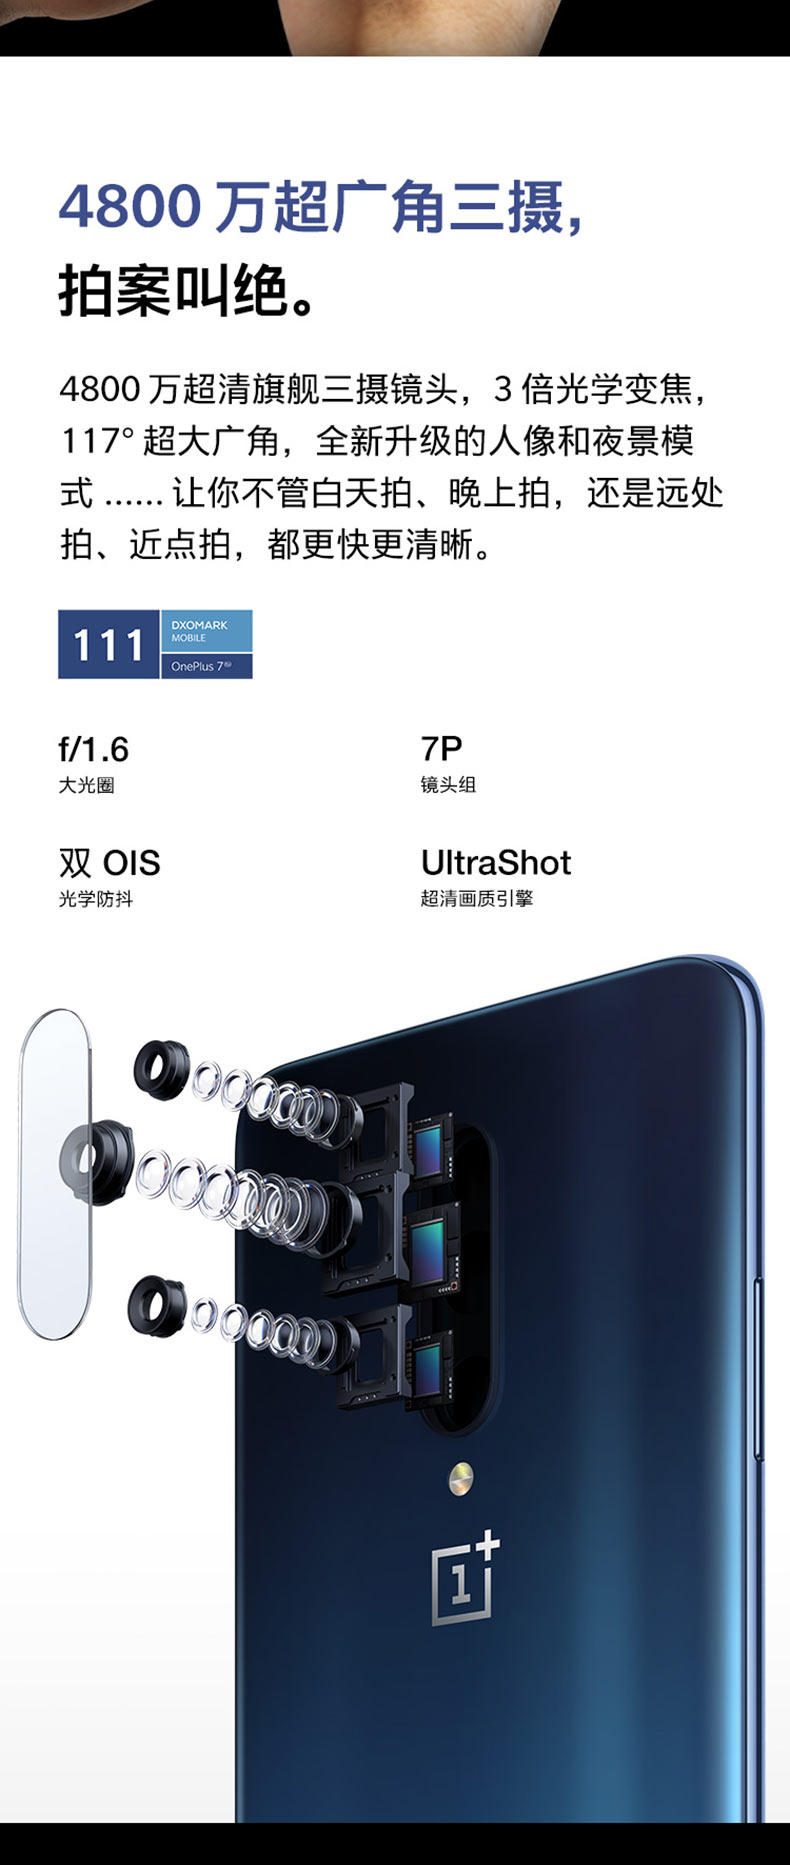 4800 万超广角三摄，
拍案叫绝。
4800 万超清旗舰三摄镜头，3 倍光学变焦，
117° 超大广角，全新升级的人像和夜景模
式 ...... 让你不管白天拍、晚上拍，还是远处
拍、近点拍，都更快更清晰。
111
DXOMARK
MOBILE
OnePlus 7
f/1.6
大光圈
7P
镜头组
双 OIS
光学防抖
UltraShot
超清画质引擎
1+